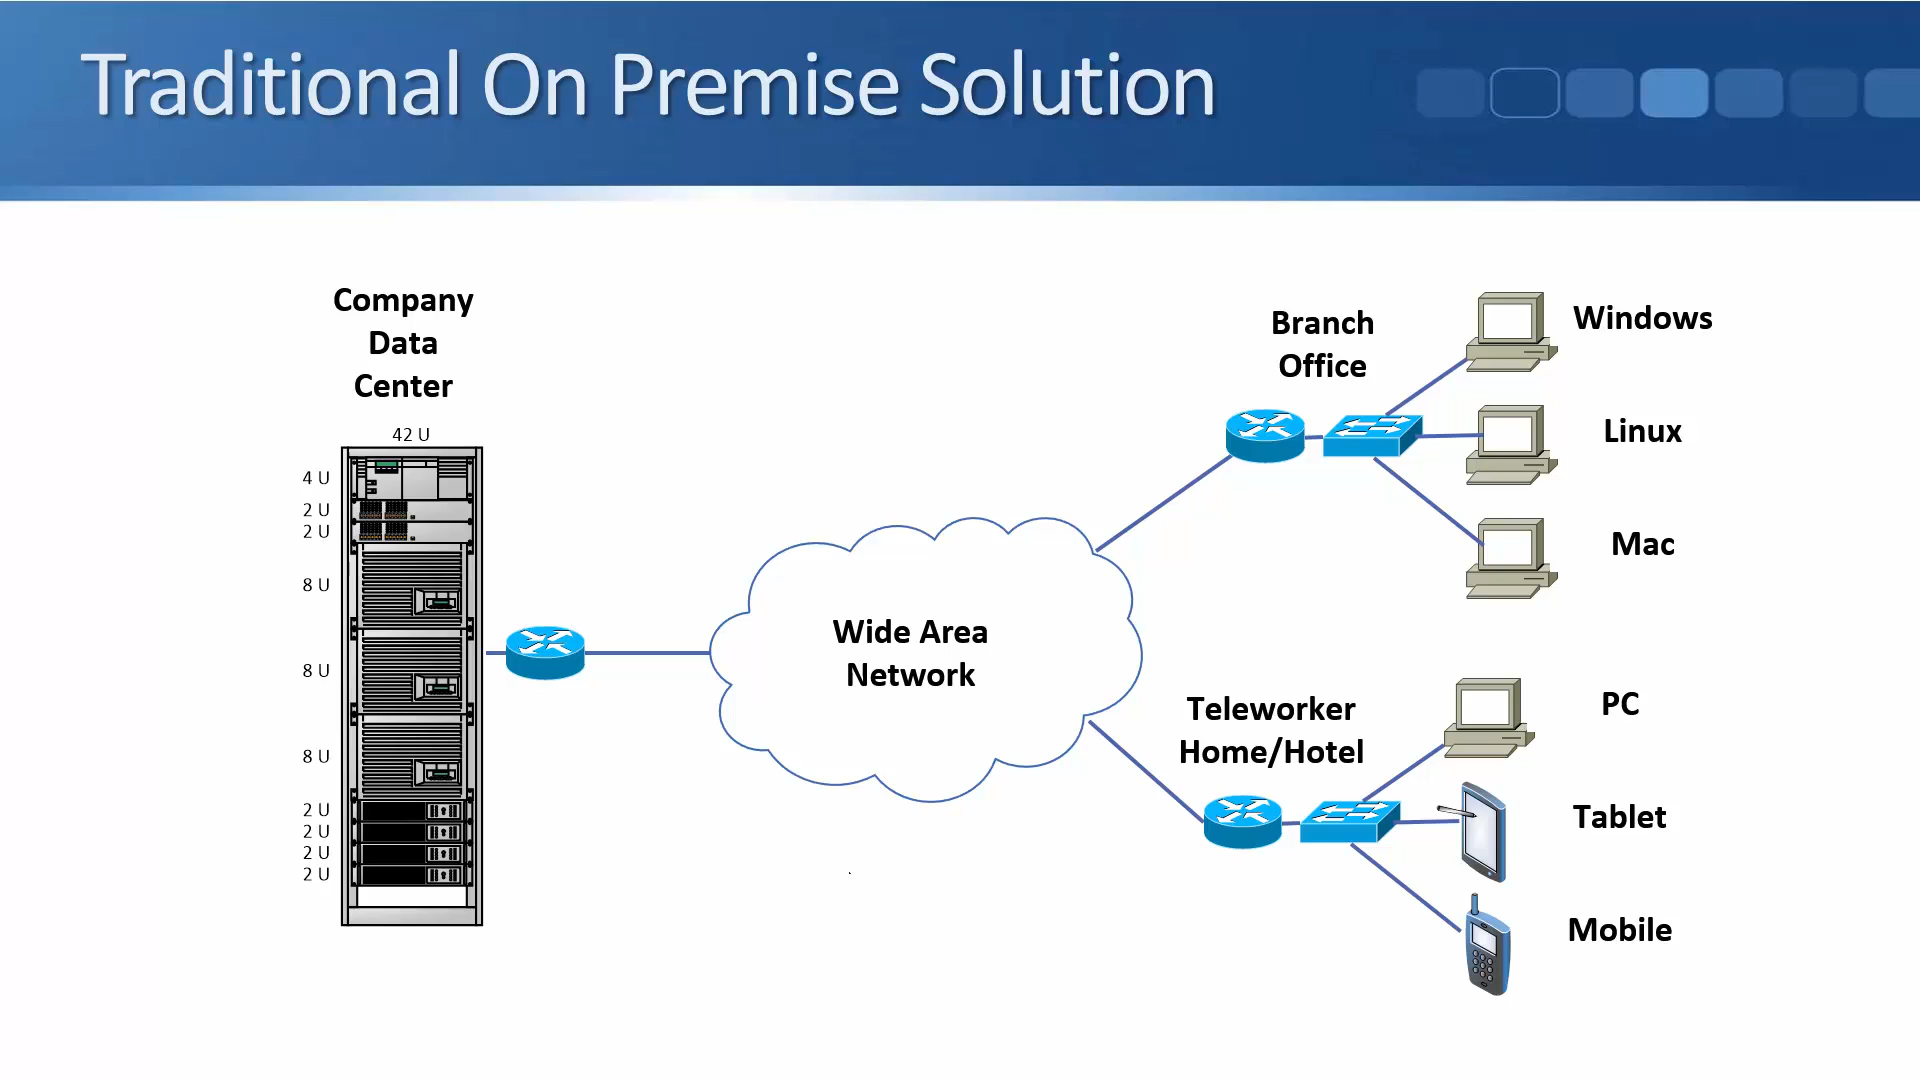 Traditional On Premise Solution
Company
Data
Center
42 U
4 U
2 U
2 U
8 U
8 U
8 U
2 U
2 U
2 U
2 U
Wide Area
Network
Branch
Office
Windows
Linux
Mac
Teleworker
Home/Hotel
PC
Tablet
Mobile